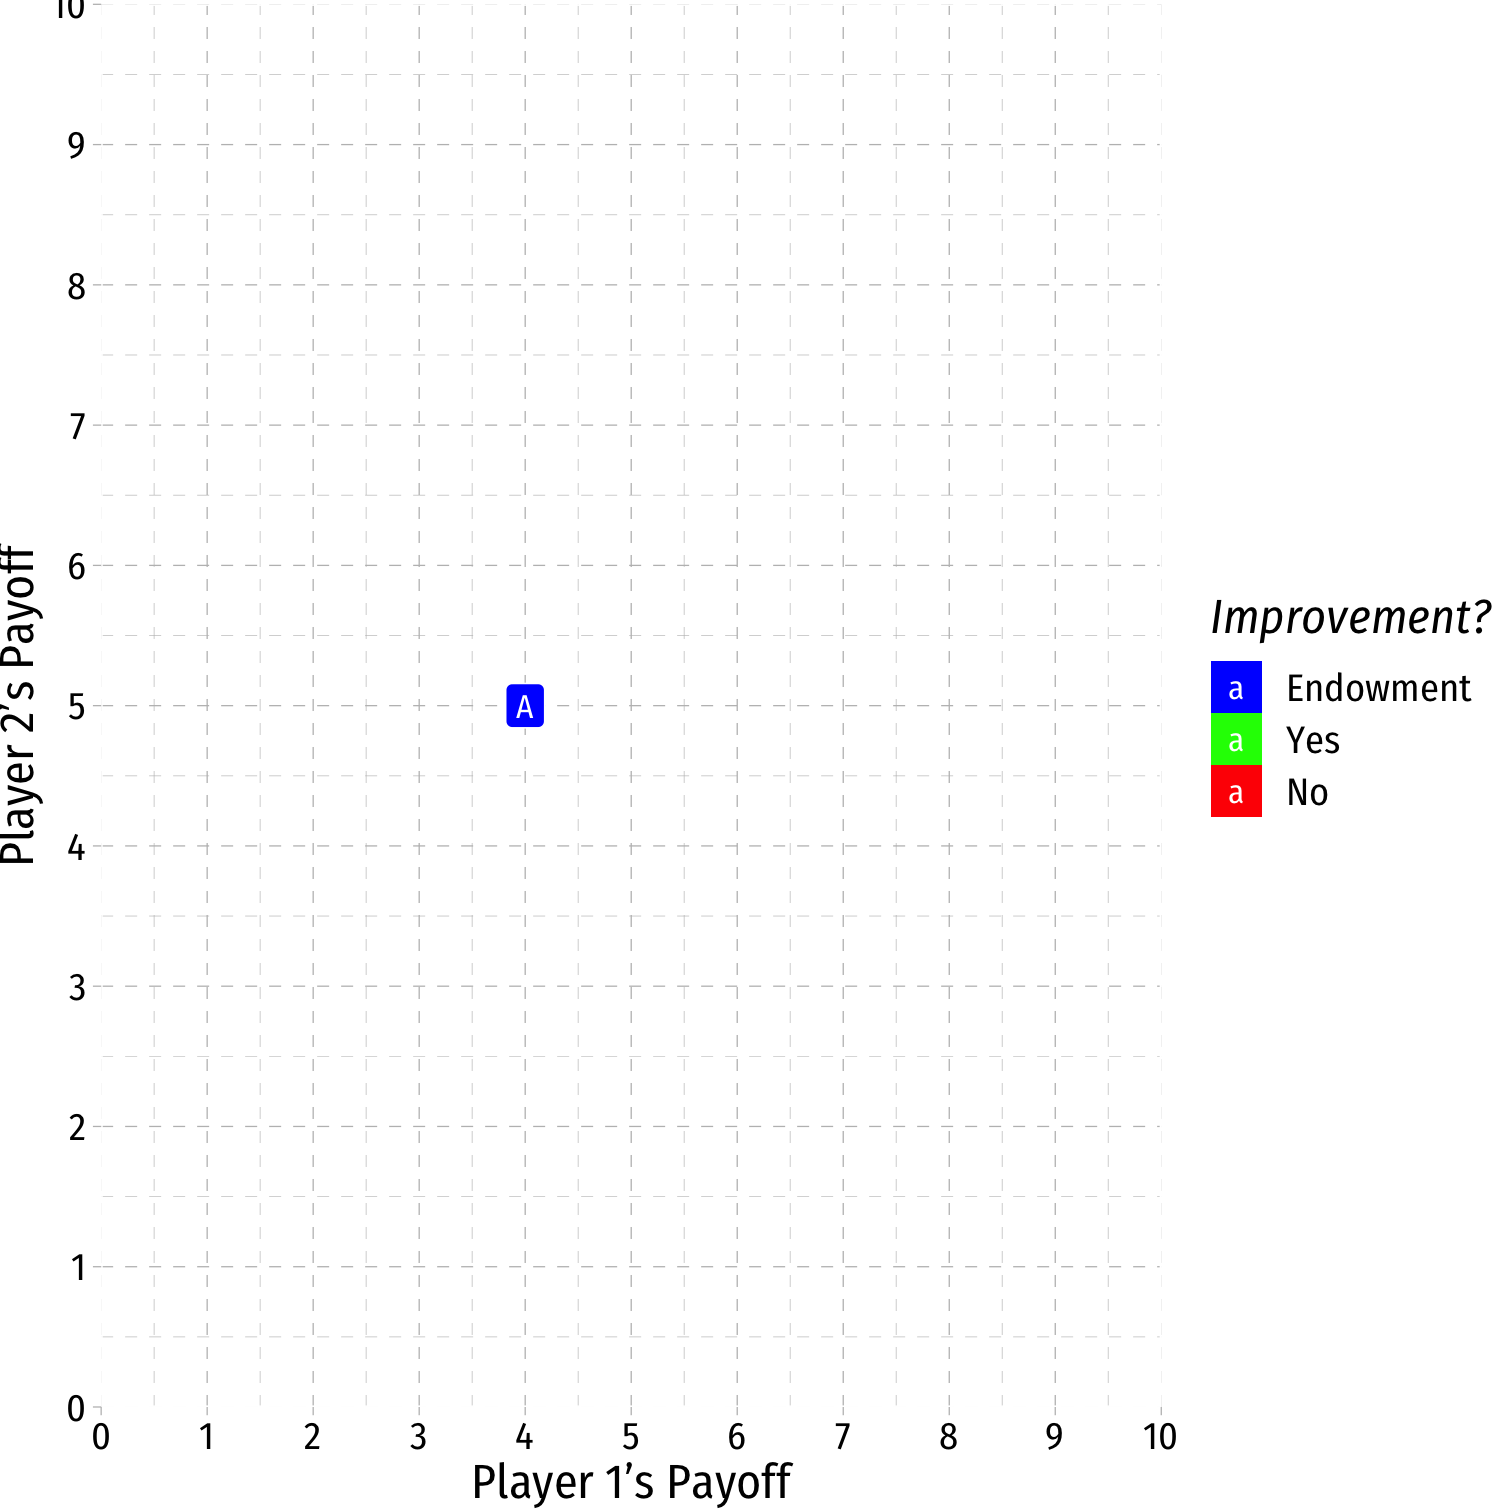 10
9
8
7
6
5
4
3
2
1
0
Player 2’s Payoff
A
0 1 2 3 4 5 6 7 8 9 10
Player 1’s Payoff
Improvement?
a Endowment
a Yes
a No